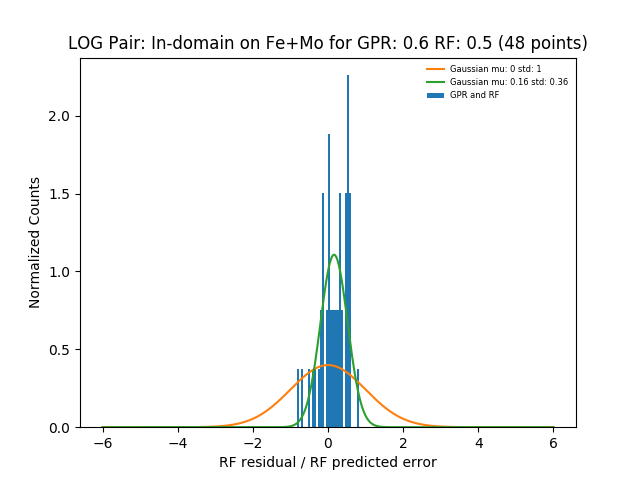 LOG Pair: In-domain on Fe+Mo for GPR: 0.6 RF: 0.5 (48 points)
Gaussian mu: 0 std: 1
Gaussian mu: 0.16 std: 0.36
GPR and RF
Normalized Counts
2.0
1.5
1.0
0.5
0.0
−6 −4 −2 0 2 4 6
RF residual / RF predicted error